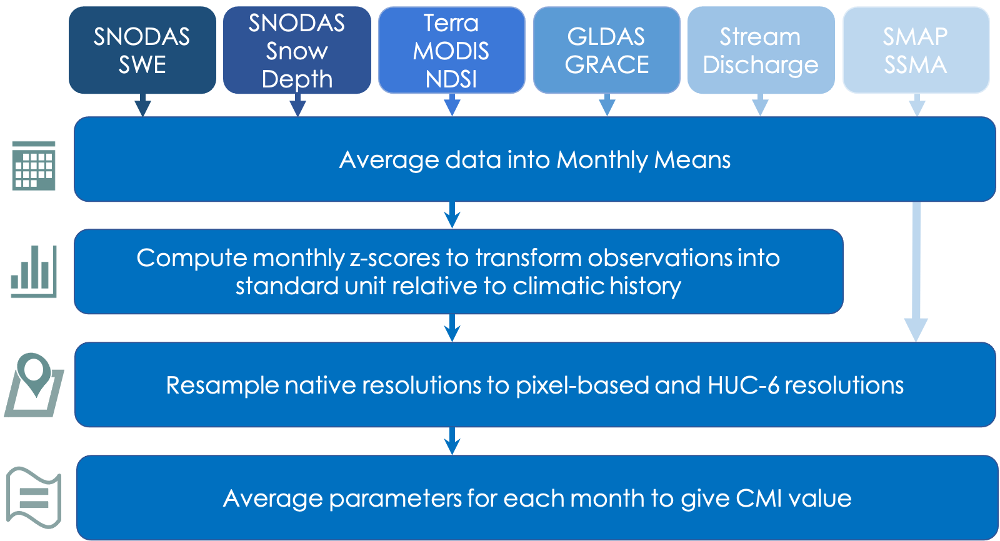 SNODAS
SWE
SNODAS
Snow
Depth
Terra
MODIS
NDSI
GLDAS
GRACE
Stream
Discharge
SMAP
SSMA
Average data into Monthly Means
Compute monthly z-scores to transform observations into
standard unit relative to climatic history
Resample native resolutions to pixel-based and HUC-6 resolutions
Average parameters for each month to give CMI value